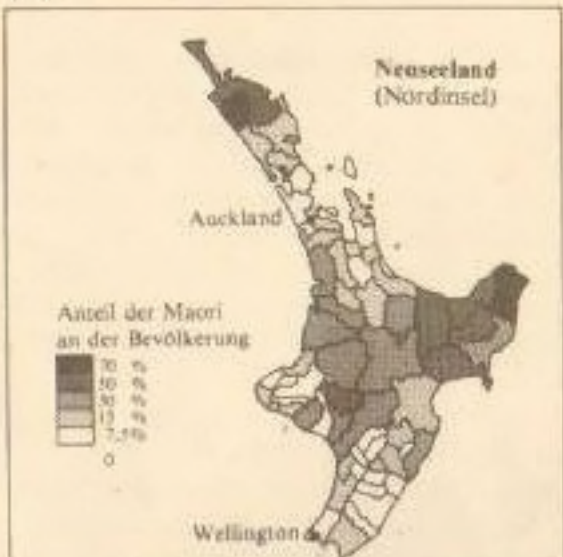 Neuseeland
(Nordinsel)
Auckland
Anteil der Maori
an der Bevölkerung
70 %
50 %
30 %
15 %
7,5%
0
Wellington